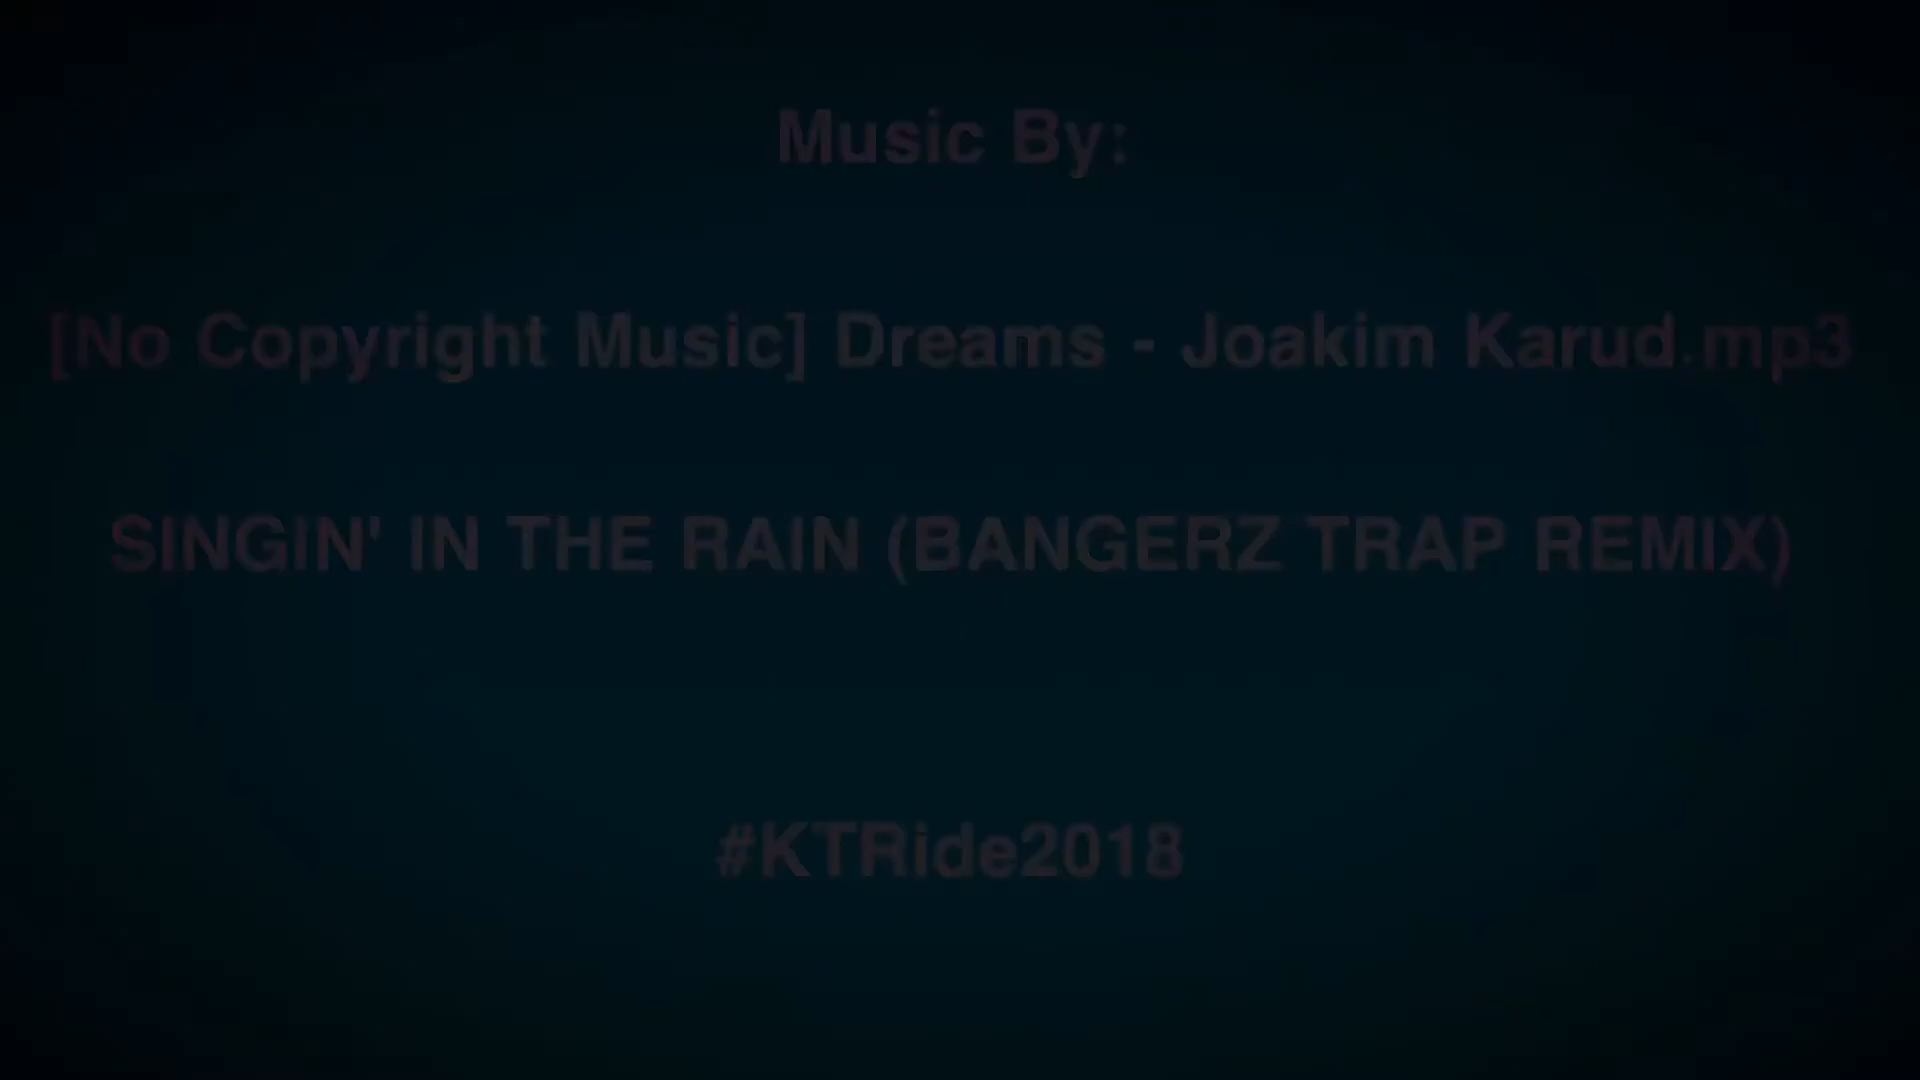 Music By:
[No Copyright Music] Dreams - Joakim Karud.mp3
SINGIN' IN THE RAIN (BANGERZ TRAP REMIX)
#KTRide2018